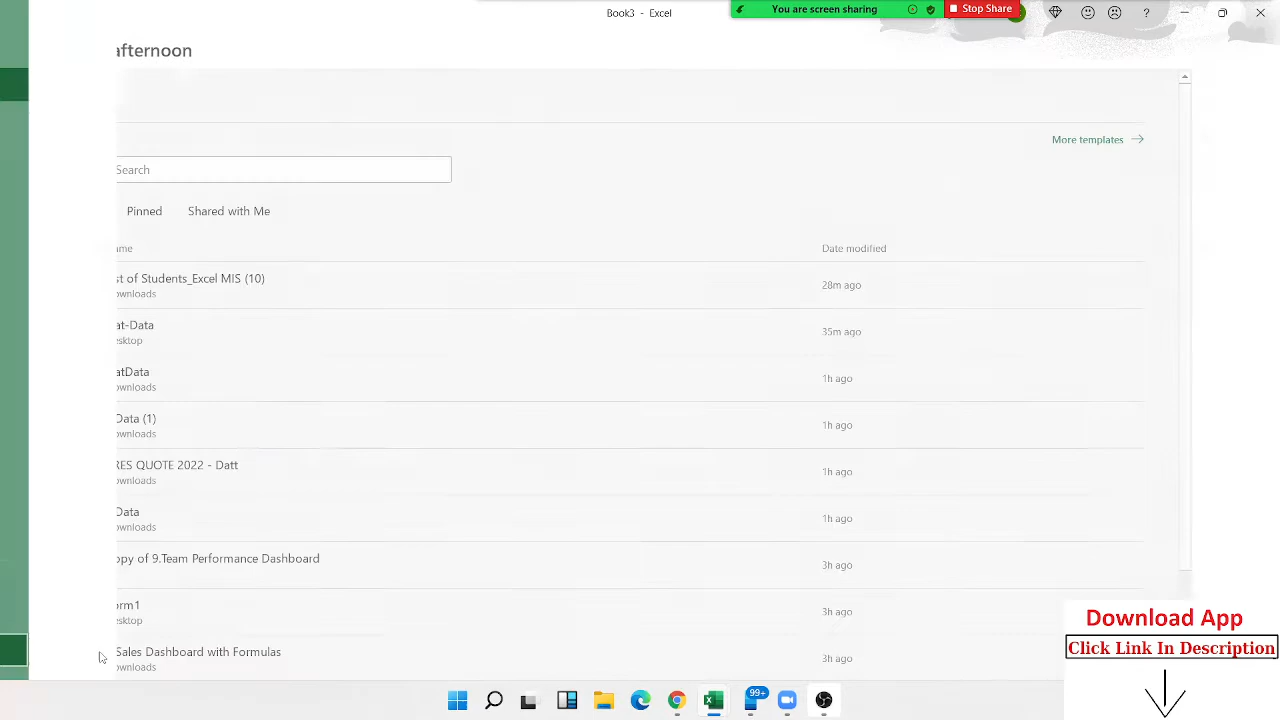 Book3 - Excel
You are screen sharing
Stop Share
?
afternoon
More templates
Search
Pinned Shared with Me
ame Date modified
st of Students_Excel MIS (10)
ownloads
28m ago
at-Data
esktop
35m ago
atData
ownloads
1h ago
Data (1)
ownloads
1h ago
RES QUOTE 2022 - Datt
ownloads
1h ago
Data
ownloads
1h ago
opy of 9.Team Performance Dashboard
3h ago
orm1
esktop
3h ago
Sales Dashboard with Formulas
ownloads
3h ago
Download App
Click Link In Description
99+